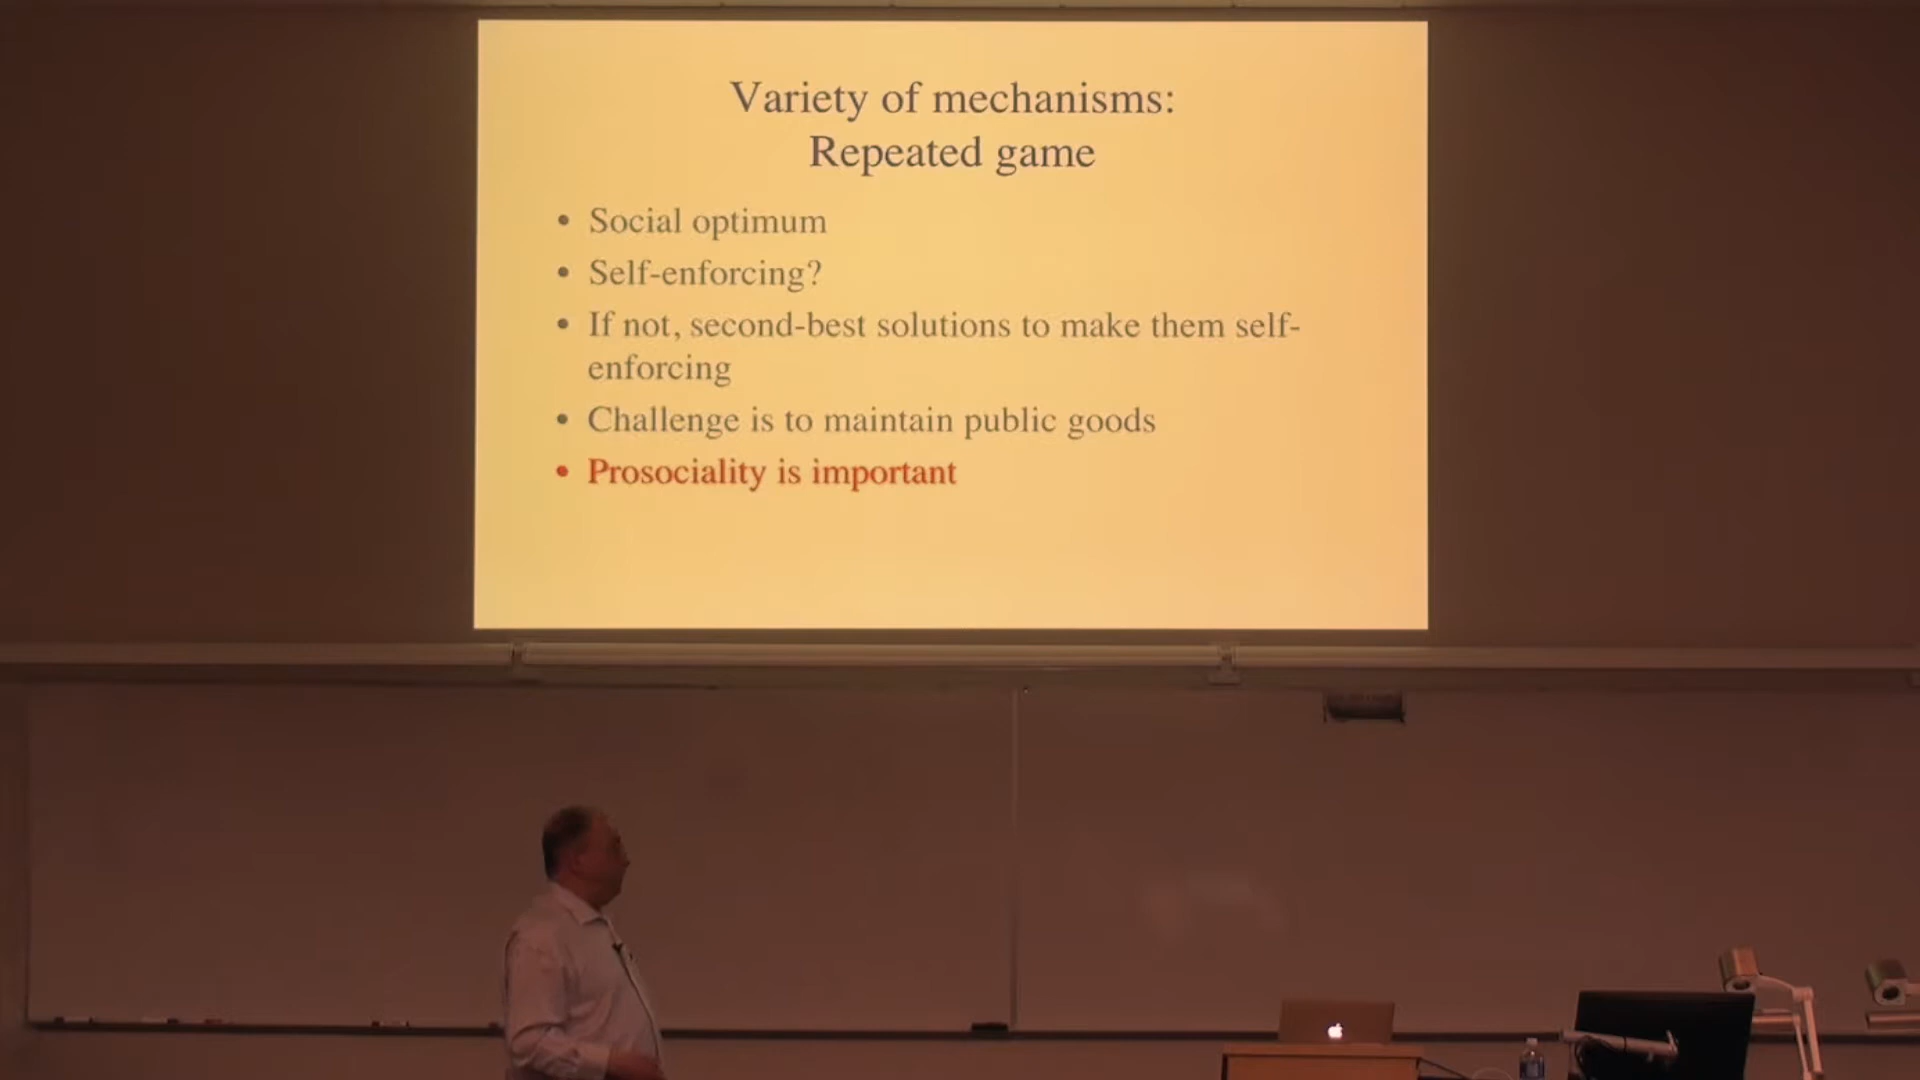 Variety of mechanisms:
Repeated game
• Social optimum
• Self-enforcing?
• If not, second-best solutions to make them self-
enforcing
• Challenge is to maintain public goods
• Prosociality is important